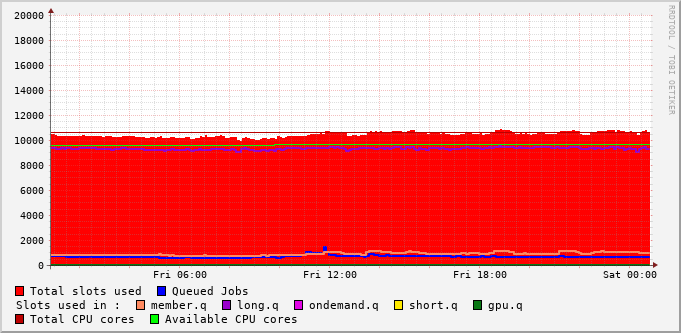 RRDTOOL / TOBI OETIKER
20000
18000
16000
14000
12000
10000
8000
6000
4000
2000
0
Fri 06:00 Fri 12:00 Fri 18:00 Sat 00:00
Total slots used Queued Jobs
Slots used in : member.q long.q ondemand.q short.q gpu.q
Total CPU cores Available CPU cores